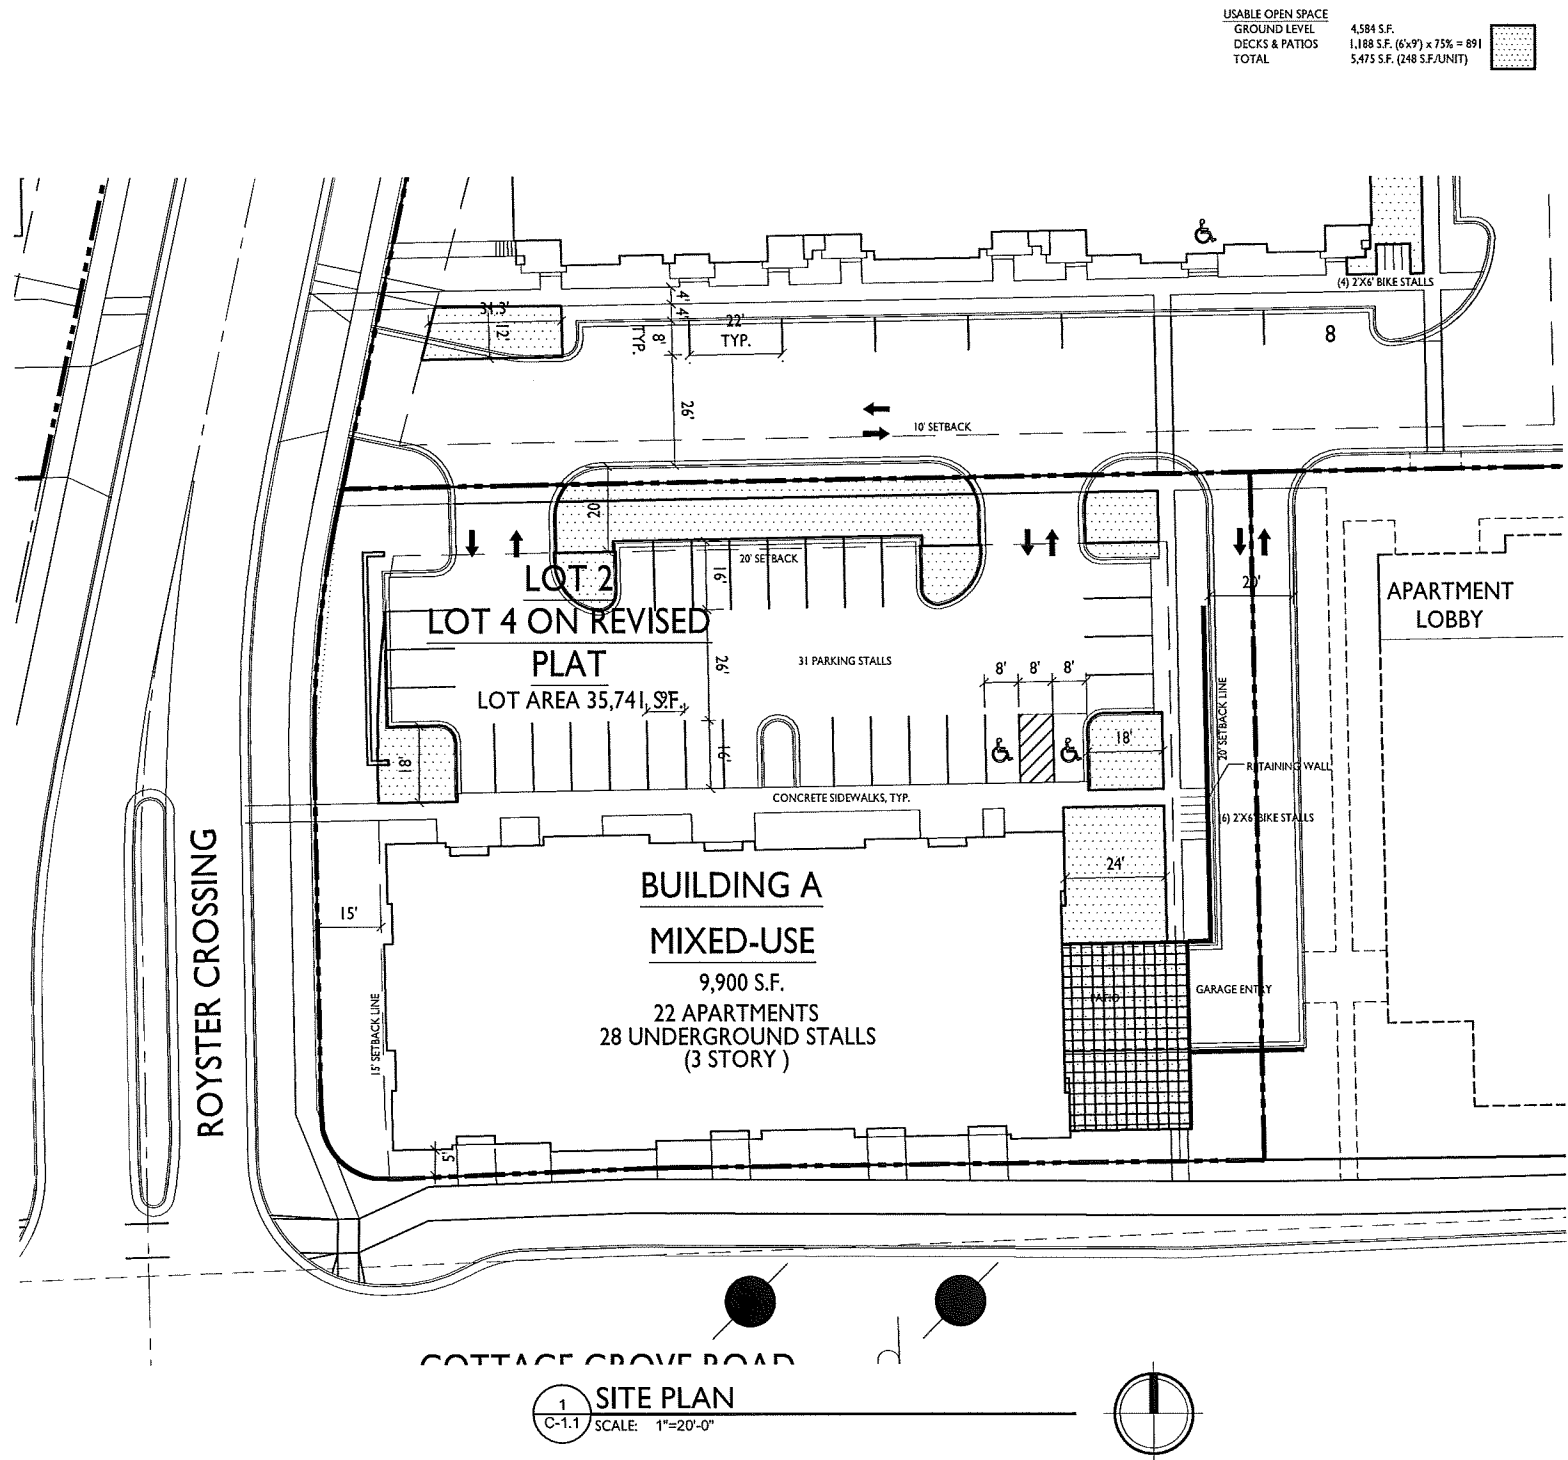 USABLE OPEN SPACE
GROUND LEVEL 4,584 S.F.
DECKS & PATIOS 1,188 S.F. (6'x9') x 75% = 891
TOTAL 5,475 S.F. (248 S.F./UNIT)
(4) 2'X6' BIKE STALLS
31.3'
12'
4'
4'
8'
TYP.
22'
TYP.
8
26'
10' SETBACK
20'
20' SETBACK
16'
20'
APARTMENT
LOBBY
LOT 2
LOT 4 ON REVISED
PLAT
LOT AREA 35,741 S.F.
9'
26'
31 PARKING STALLS
8'
8'
8'
20' SETBACK LINE
18'
16'
18'
RETAINING WALL
CONCRETE SIDEWALKS, TYP.
(6) 2'X6' BIKE STALLS
ROYSTER CROSSING
15'
15' SETBACK LINE
BUILDING A
MIXED-USE
9,900 S.F.
22 APARTMENTS
28 UNDERGROUND STALLS
(3 STORY )
24'
PATIO
GARAGE ENTRY
5'
COTTAGE GROVE ROAD
1
C-1.1
SITE PLAN
SCALE: 1"=20'-0"